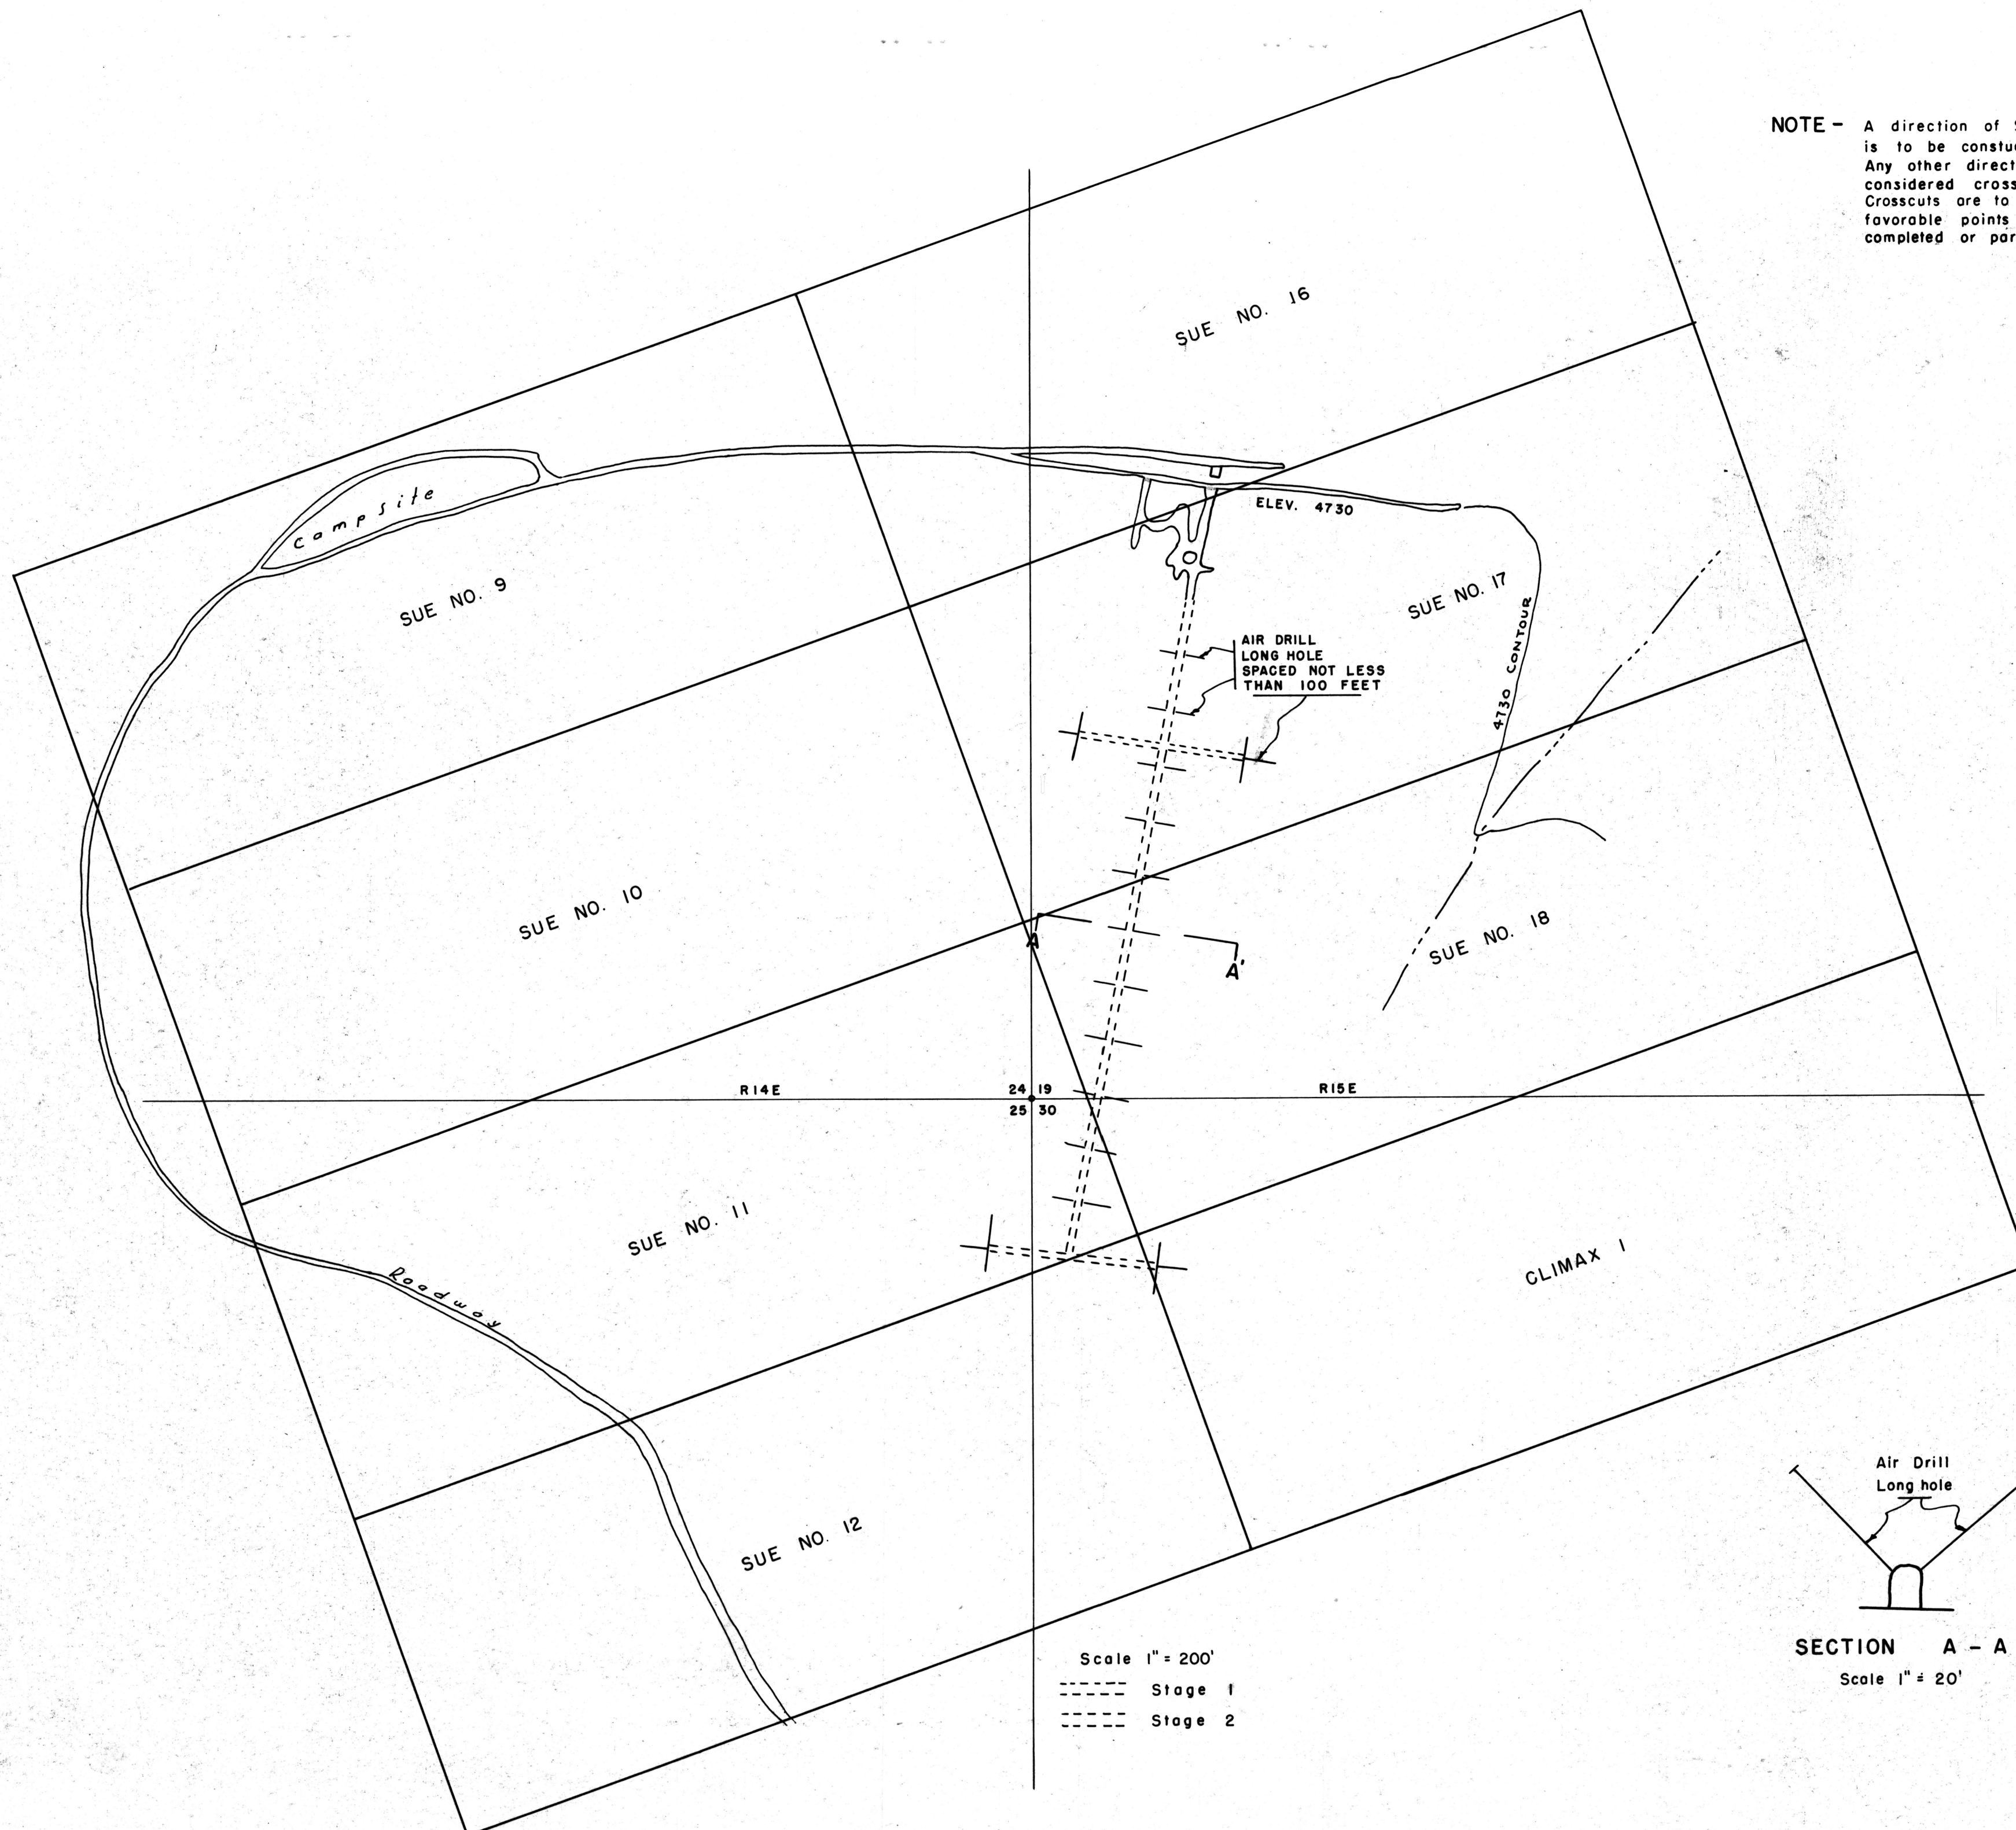 NOTE - A direction of
is to be constu
Any other direct
considered cross
Crosscuts are to
favorable points
completed or par
SUE NO. 16
Campsite
SUE NO. 9
ELEV. 4730
SUE NO. 17
4730 CONTOUR
AIR DRILL
LONG HOLE
SPACED NOT LESS
THAN 100 FEET
SUE NO. 10
A
A'
SUE NO. 18
R14E
24 19
25 30
R15E
SUE NO. 11
Roadway
CLIMAX 1
SUE NO. 12
Air Drill
Long hole
SECTION A - A
Scale 1" = 20'
Scale 1" = 200'
Stage 1
Stage 2